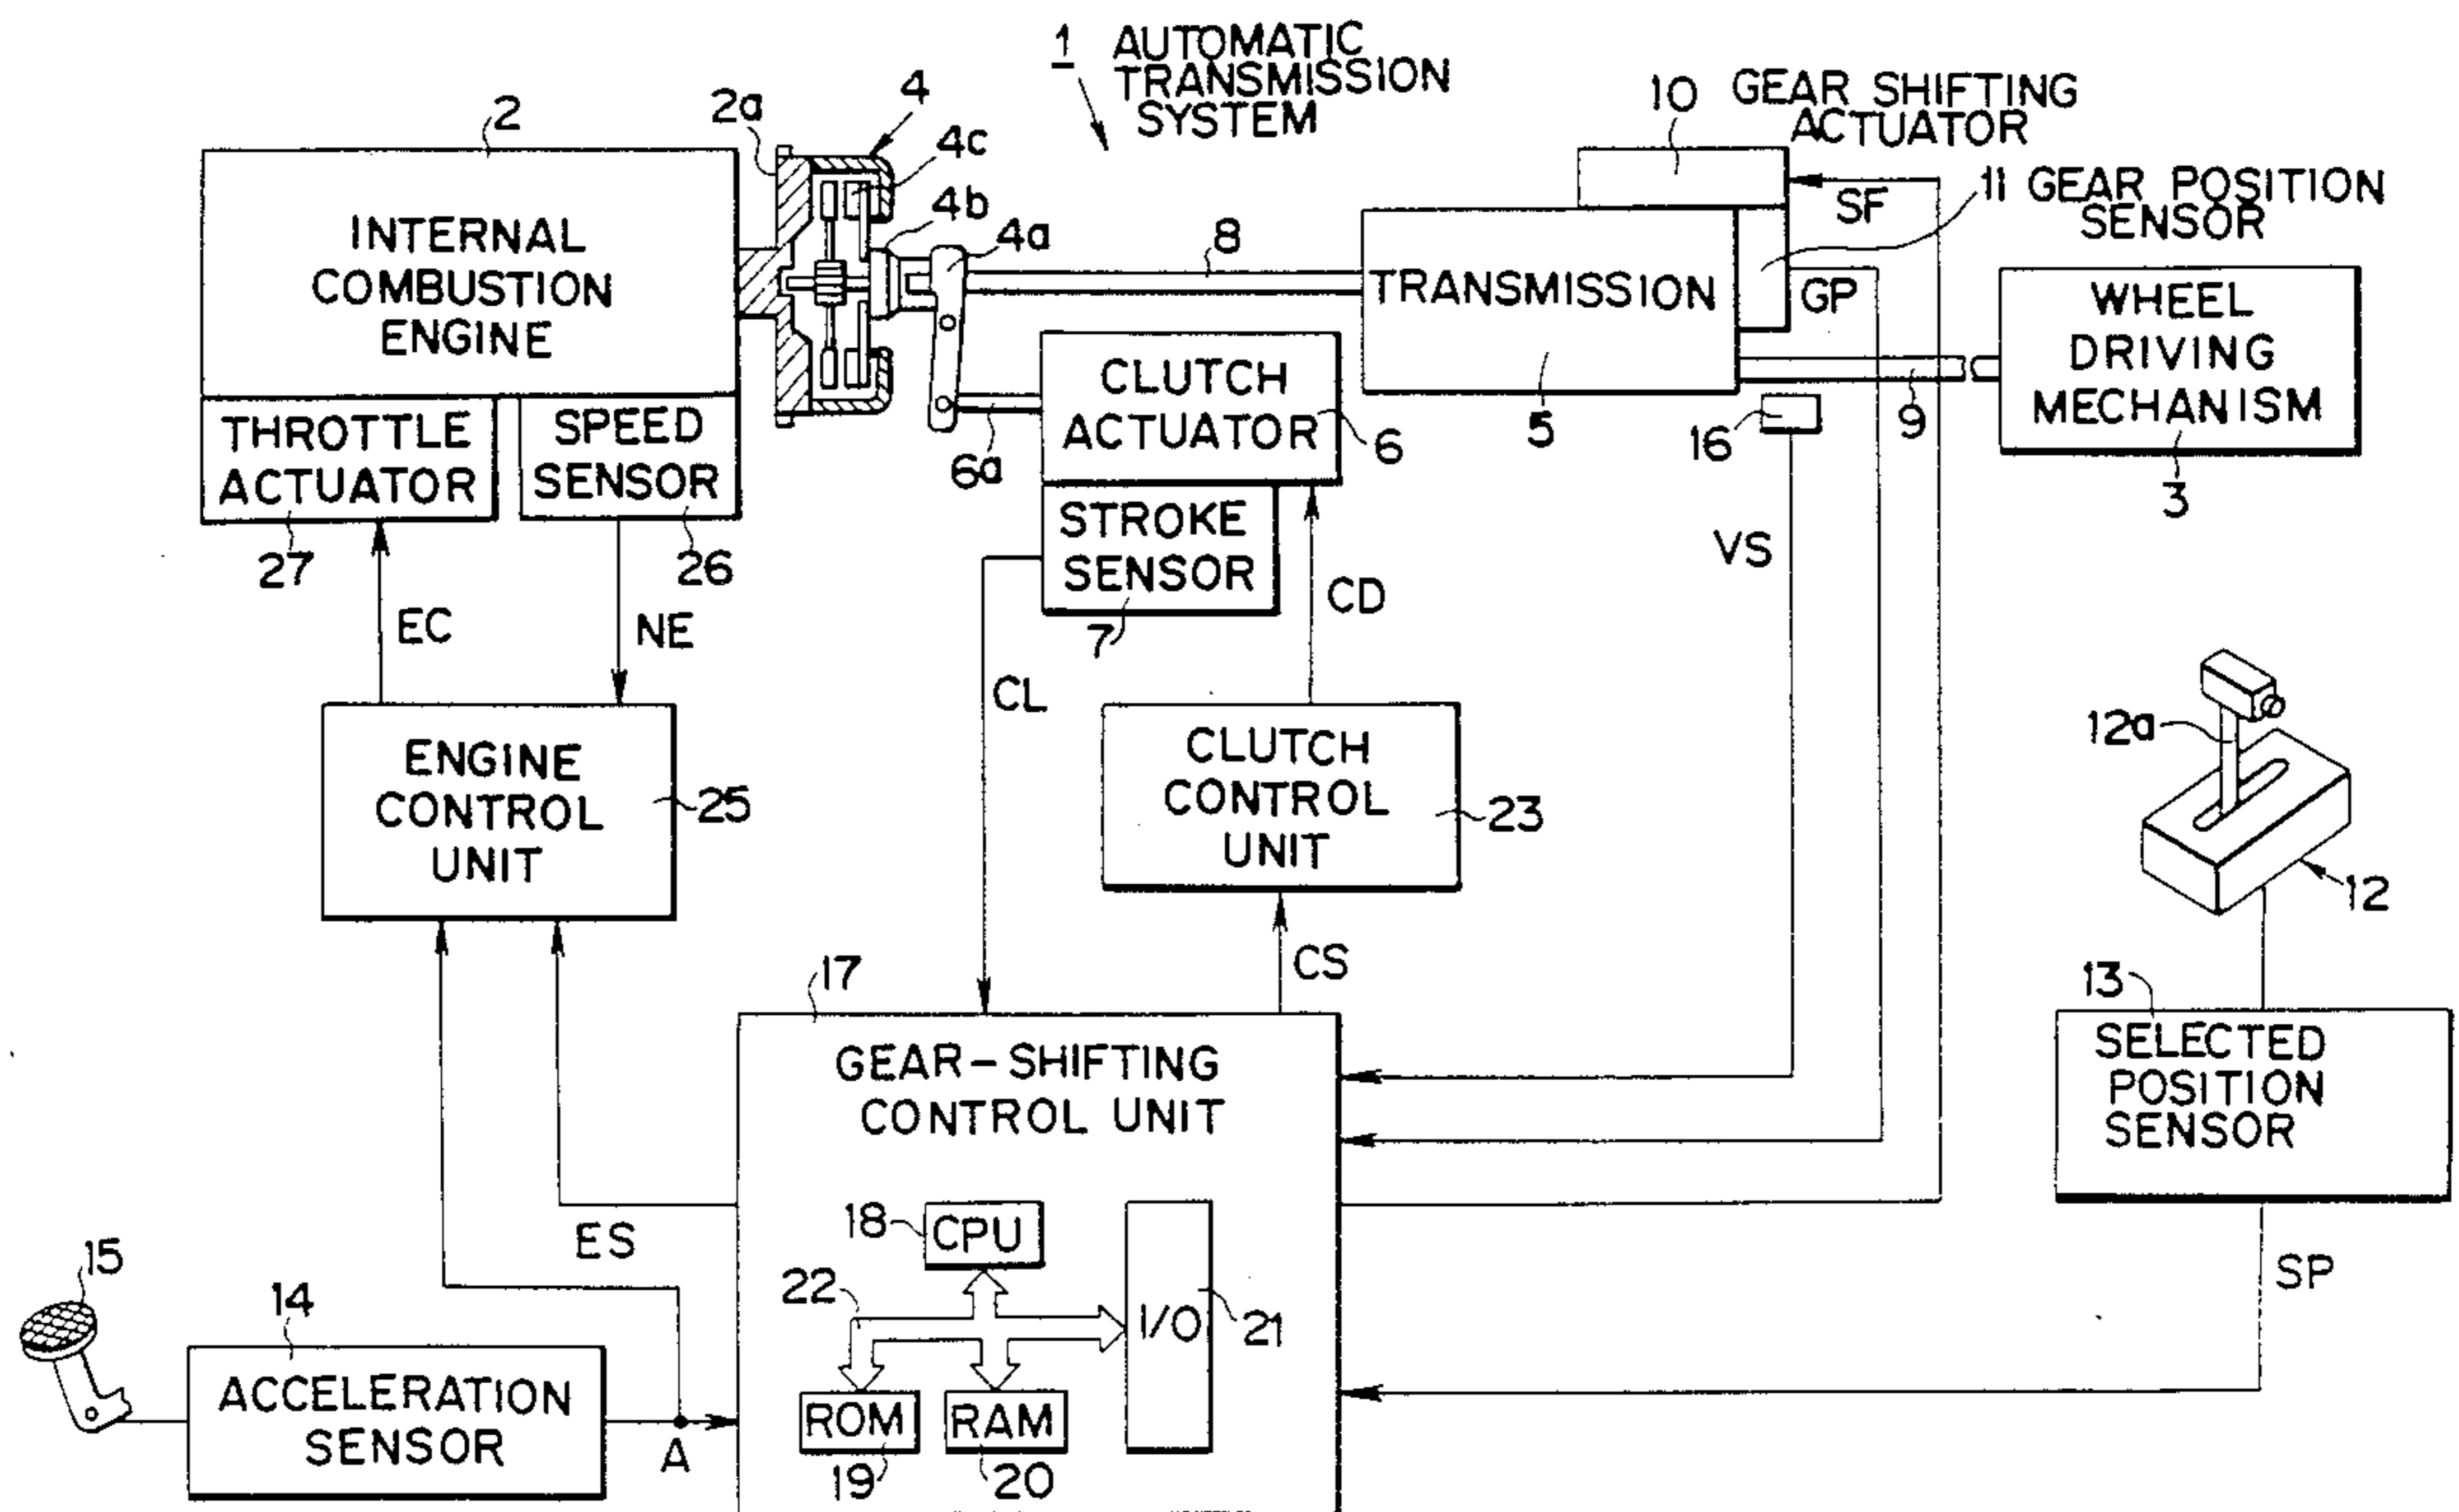 1 AUTOMATIC
TRANSMISSION
SYSTEM
10 GEAR SHIFTING
ACTUATOR
11 GEAR POSITION
SENSOR
2
2a
4
4c
4b
4a
8
SF
GP
INTERNAL
COMBUSTION
ENGINE
TRANSMISSION
5
WHEEL
DRIVING
MECHANISM
3
9
16
CLUTCH
ACTUATOR
6
6a
THROTTLE
ACTUATOR
27
SPEED
SENSOR
26
STROKE
SENSOR
7
VS
CD
EC
NE
CL
12a
12
ENGINE
CONTROL
UNIT
25
CLUTCH
CONTROL
UNIT
23
CS
17
13
SELECTED
POSITION
SENSOR
GEAR-SHIFTING
CONTROL UNIT
ES
18
CPU
22
I/O
21
SP
15
14
ACCELERATION
SENSOR
A
ROM
RAM
19
20